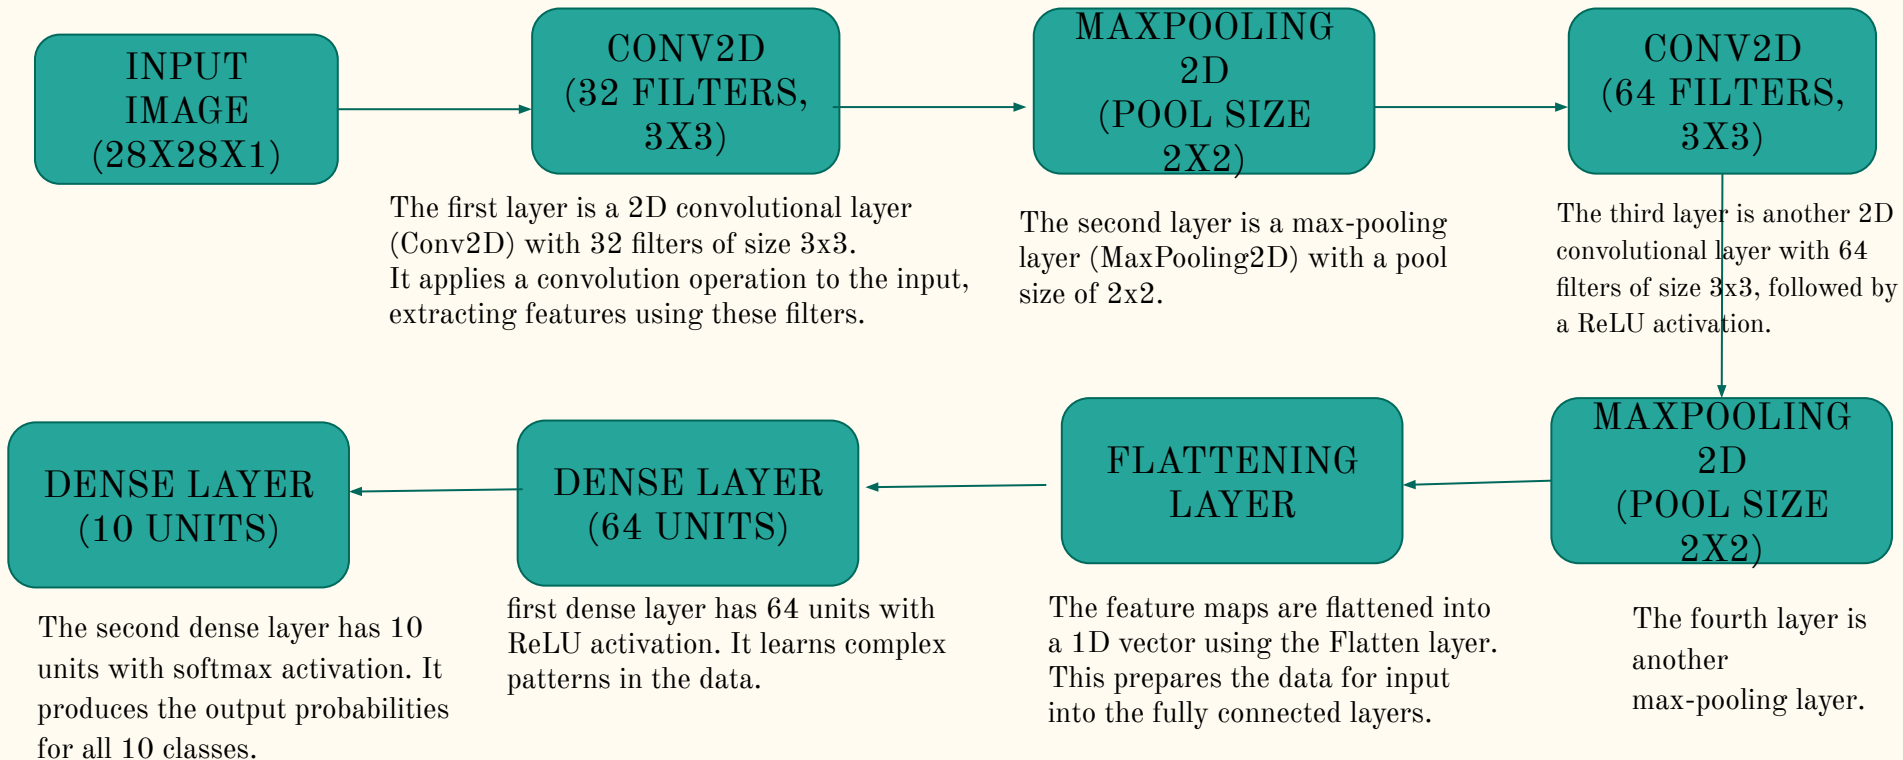 INPUT
IMAGE
(28X28X1)
CONV2D
(32 FILTERS,
3X3)
MAXPOOLING
2D
(POOL SIZE
2X2)
CONV2D
(64 FILTERS,
3X3)
The first layer is a 2D convolutional layer
(Conv2D) with 32 filters of size 3x3.
It applies a convolution operation to the input,
extracting features using these filters.
The second layer is a max-pooling
layer (MaxPooling2D) with a pool
size of 2x2.
The third layer is another 2D
convolutional layer with 64
filters of size 3x3, followed by
a ReLU activation.
MAXPOOLING
2D
(POOL SIZE
2X2)
FLATTENING
LAYER
DENSE LAYER
(64 UNITS)
DENSE LAYER
(10 UNITS)
The fourth layer is
another
max-pooling layer.
The feature maps are flattened into
a 1D vector using the Flatten layer.
This prepares the data for input
into the fully connected layers.
first dense layer has 64 units with
ReLU activation. It learns complex
patterns in the data.
The second dense layer has 10
units with softmax activation. It
produces the output probabilities
for all 10 classes.